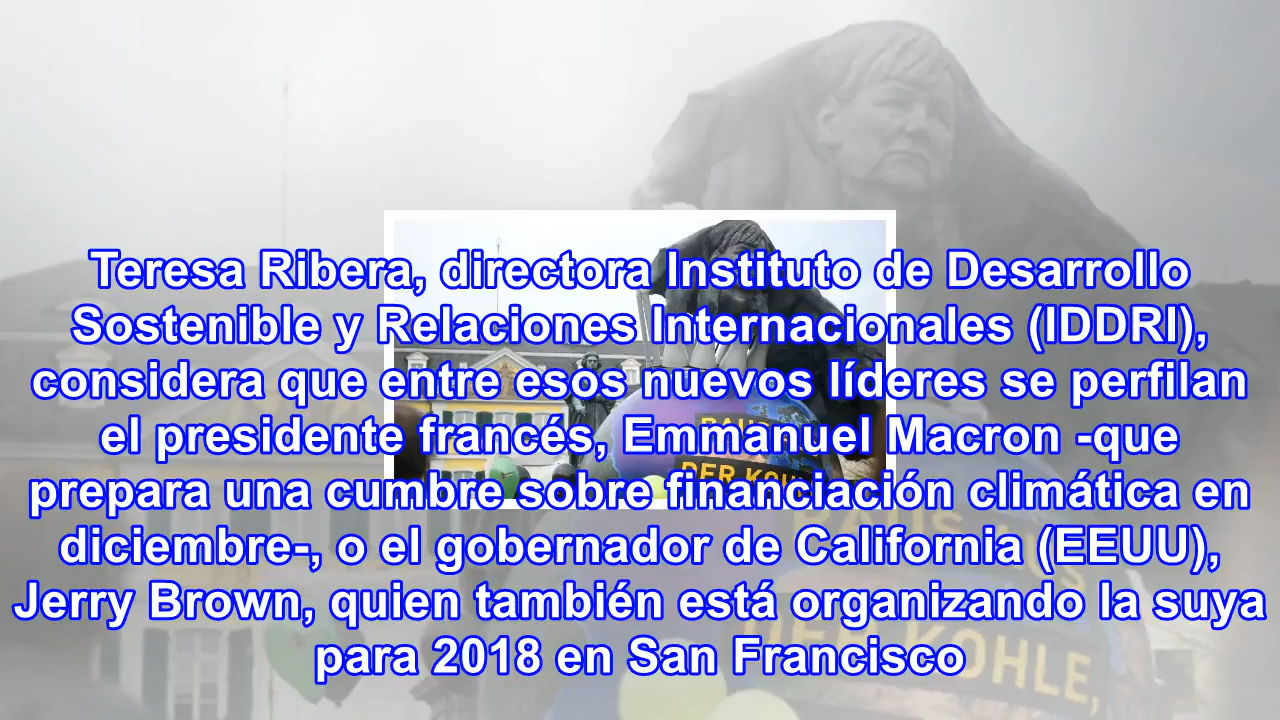 Teresa Ribera, directora Instituto de Desarrollo
Sostenible y Relaciones Internacionales (IDDRI),
considera que entre esos nuevos líderes se perfilan
el presidente francés, Emmanuel Macron -que
prepara una cumbre sobre financiación climática en
diciembre-, o el gobernador de California (EEUU),
Jerry Brown, quien también está organizando la suya
para 2018 en San Francisco
DER KOHLE,